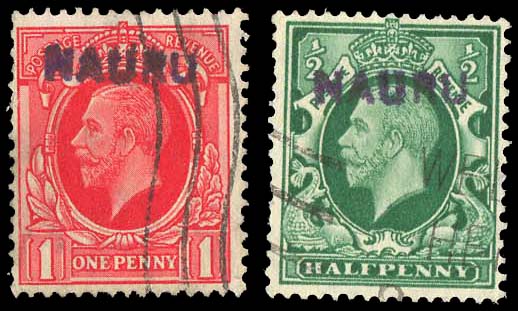 POSTAGE REVENUE
NAURU
1 ONE PENNY 1
½ ½
NAURU
HALFPENNY